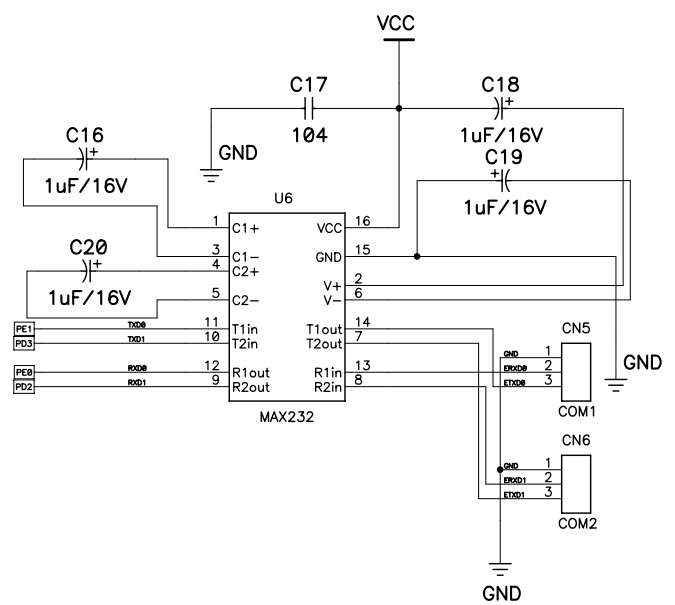 VCC
C17
C18
104
1uF/16V
GND
C16
1uF/16V
C19
1uF/16V
U6
1 C1+ VCC 16
3 C1- GND 15
C20
4 C2+
1uF/16V
V+ 2
5 C2- V- 6
PE1 TXD0 11 T1in T1out 14
PD3 TXD1 10 T2in T2out 7
PE0 RXD0 12 R1out R1in 13
PD2 RXD1 9 R2out R2in 8
MAX232
CN5
GND 1
ERXD0 2
ETXD0 3
COM1
GND
CN6
GND 1
ERXD1 2
ETXD1 3
COM2
GND